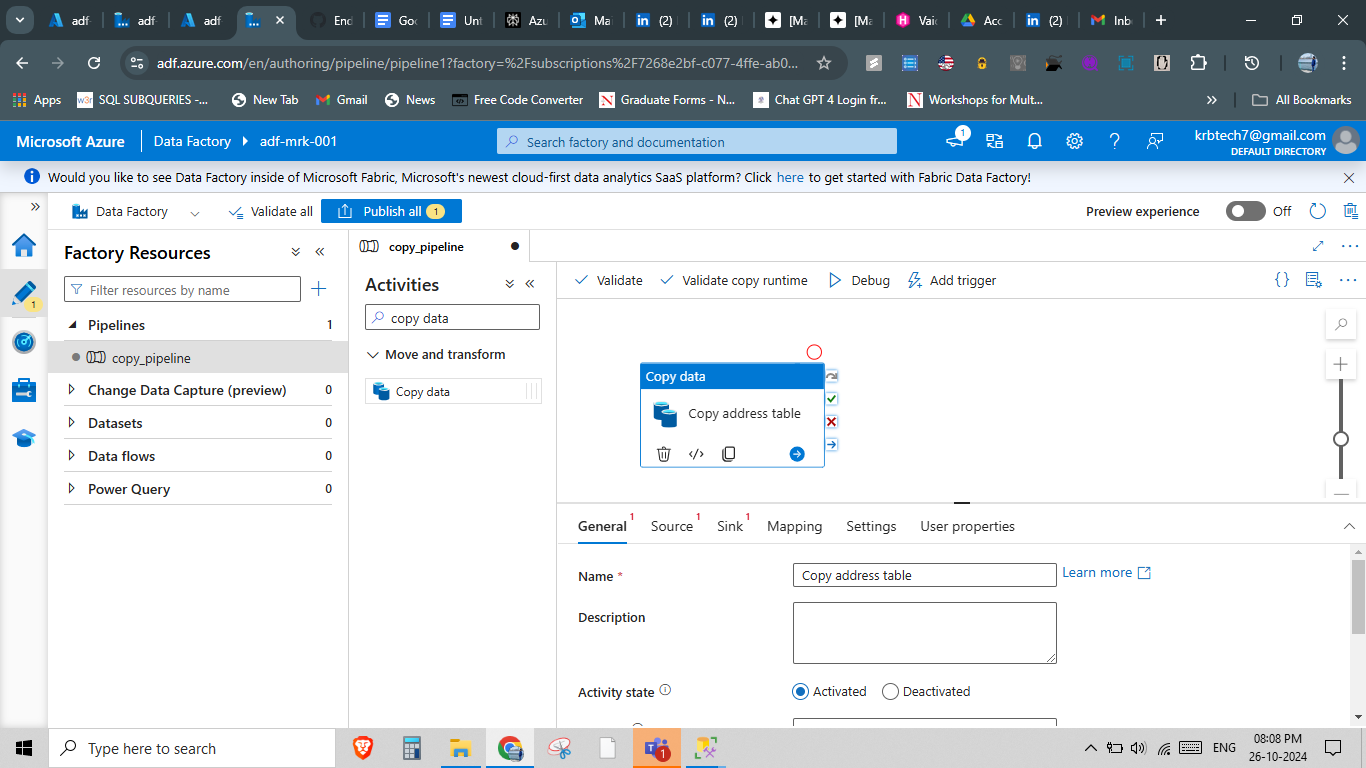 adf-
adf-
adf
End
Goo
Unt
Azu
Ma
(2)
(2)
[Ma
[Ma
Vaic
Acc
(2)
Inb
adf.azure.com/en/authoring/pipeline/pipeline1?factory=%2Fsubscriptions%2F7268e2bf-c077-4ffe-ab0...
Apps
SQL SUBQUERIES -...
New Tab
Gmail
News
Free Code Converter
Graduate Forms - N...
Chat GPT 4 Login fr...
Workshops for Mult...
»
All Bookmarks
Microsoft Azure
Data Factory
adf-mrk-001
Search factory and documentation
1
krbtech7@gmail.com
DEFAULT DIRECTORY
Would you like to see Data Factory inside of Microsoft Fabric, Microsoft's newest cloud-first data analytics SaaS platform? Click here to get started with Fabric Data Factory!
Data Factory
Validate all
Publish all 1
Preview experience
Off
1
Factory Resources
copy_pipeline
Filter resources by name
Pipelines 1
copy_pipeline
Change Data Capture (preview) 0
Datasets 0
Data flows 0
Power Query 0
Activities
copy data
Move and transform
Copy data
Validate
Validate copy runtime
Debug
Add trigger
Copy data
Copy address table
General 1
Source 1
Sink 1
Mapping
Settings
User properties
Name *
Copy address table
Learn more
Description
Activity state
Activated
Deactivated
Type here to search
1
ENG
08:08 PM
26-10-2024